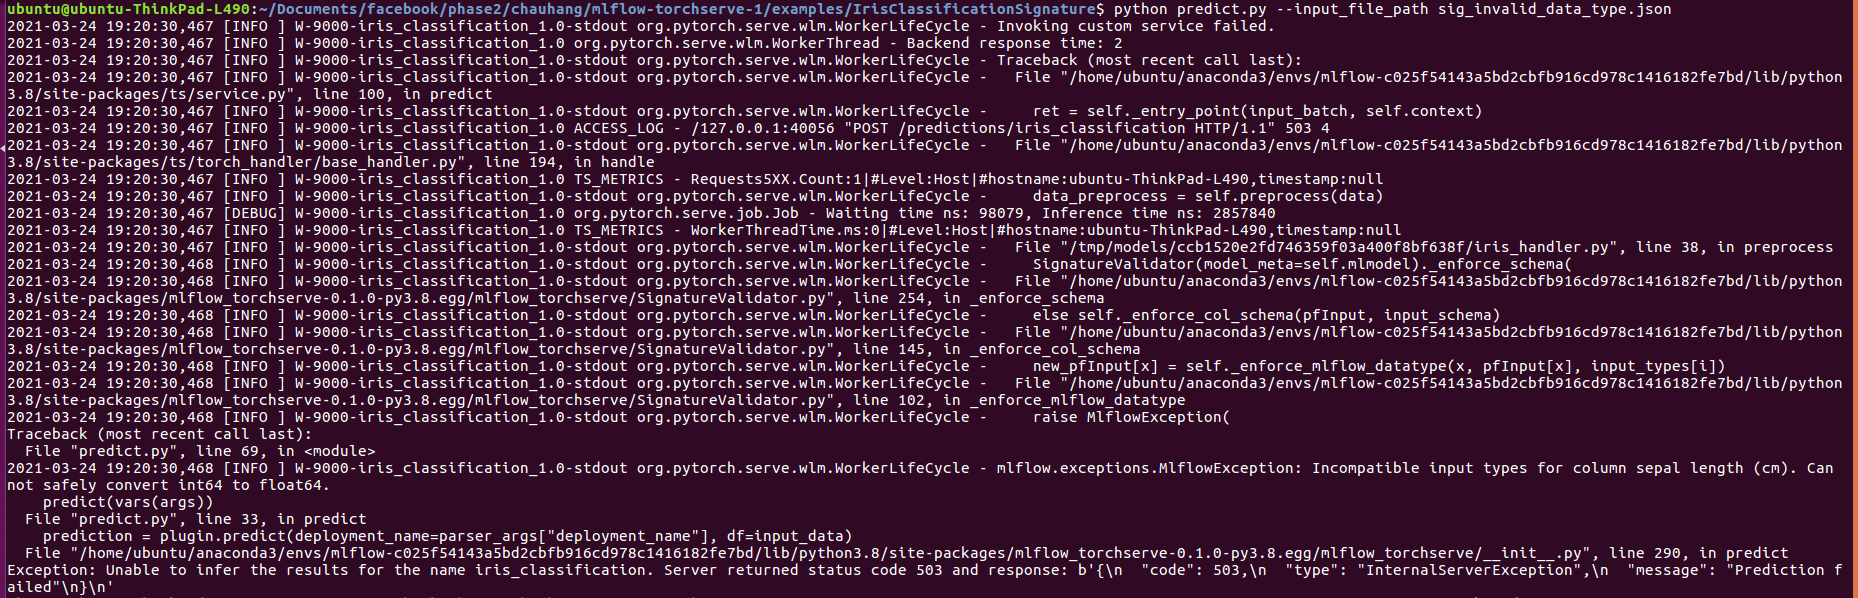 ubuntu@ubuntu-ThinkPad-L490:~/Documents/facebook/phase2/chauhang/mlflow-torchserve-1/examples/IrisClassificationSignature$ python predict.py --input_file_path sig_invalid_data_type.json
2021-03-24 19:20:30,467 [INFO ] W-9000-iris_classification_1.0-stdout org.pytorch.serve.wlm.WorkerLifeCycle - Invoking custom service failed.
2021-03-24 19:20:30,467 [INFO ] W-9000-iris_classification_1.0 org.pytorch.serve.wlm.WorkerThread - Backend response time: 2
2021-03-24 19:20:30,467 [INFO ] W-9000-iris_classification_1.0-stdout org.pytorch.serve.wlm.WorkerLifeCycle - Traceback (most recent call last):
2021-03-24 19:20:30,467 [INFO ] W-9000-iris_classification_1.0-stdout org.pytorch.serve.wlm.WorkerLifeCycle -   File "/home/ubuntu/anaconda3/envs/mlflow-c025f54143a5bd2cbfb916cd978c1416182fe7bd/lib/python
3.8/site-packages/ts/service.py", line 100, in predict
2021-03-24 19:20:30,467 [INFO ] W-9000-iris_classification_1.0-stdout org.pytorch.serve.wlm.WorkerLifeCycle -     ret = self._entry_point(input_batch, self.context)
2021-03-24 19:20:30,467 [INFO ] W-9000-iris_classification_1.0 ACCESS_LOG - /127.0.0.1:40056 "POST /predictions/iris_classification HTTP/1.1" 503 4
2021-03-24 19:20:30,467 [INFO ] W-9000-iris_classification_1.0-stdout org.pytorch.serve.wlm.WorkerLifeCycle -   File "/home/ubuntu/anaconda3/envs/mlflow-c025f54143a5bd2cbfb916cd978c1416182fe7bd/lib/python
3.8/site-packages/ts/torch_handler/base_handler.py", line 194, in handle
2021-03-24 19:20:30,467 [INFO ] W-9000-iris_classification_1.0 TS_METRICS - Requests5XX.Count:1|#Level:Host|#hostname:ubuntu-ThinkPad-L490,timestamp:null
2021-03-24 19:20:30,467 [INFO ] W-9000-iris_classification_1.0-stdout org.pytorch.serve.wlm.WorkerLifeCycle -     data_preprocess = self.preprocess(data)
2021-03-24 19:20:30,467 [DEBUG] W-9000-iris_classification_1.0 org.pytorch.serve.job.Job - Waiting time ns: 98079, Inference time ns: 2857840
2021-03-24 19:20:30,467 [INFO ] W-9000-iris_classification_1.0 TS_METRICS - WorkerThreadTime.ms:0|#Level:Host|#hostname:ubuntu-ThinkPad-L490,timestamp:null
2021-03-24 19:20:30,467 [INFO ] W-9000-iris_classification_1.0-stdout org.pytorch.serve.wlm.WorkerLifeCycle -   File "/tmp/models/ccb1520e2fd746359f03a400f8bf638f/iris_handler.py", line 38, in preprocess
2021-03-24 19:20:30,468 [INFO ] W-9000-iris_classification_1.0-stdout org.pytorch.serve.wlm.WorkerLifeCycle -     SignatureValidator(model_meta=self.mlmodel)._enforce_schema(
2021-03-24 19:20:30,468 [INFO ] W-9000-iris_classification_1.0-stdout org.pytorch.serve.wlm.WorkerLifeCycle -   File "/home/ubuntu/anaconda3/envs/mlflow-c025f54143a5bd2cbfb916cd978c1416182fe7bd/lib/python
3.8/site-packages/mlflow_torchserve-0.1.0-py3.8.egg/mlflow_torchserve/SignatureValidator.py", line 254, in _enforce_schema
2021-03-24 19:20:30,468 [INFO ] W-9000-iris_classification_1.0-stdout org.pytorch.serve.wlm.WorkerLifeCycle -     else self._enforce_col_schema(pfInput, input_schema)
2021-03-24 19:20:30,468 [INFO ] W-9000-iris_classification_1.0-stdout org.pytorch.serve.wlm.WorkerLifeCycle -   File "/home/ubuntu/anaconda3/envs/mlflow-c025f54143a5bd2cbfb916cd978c1416182fe7bd/lib/python
3.8/site-packages/mlflow_torchserve-0.1.0-py3.8.egg/mlflow_torchserve/SignatureValidator.py", line 145, in _enforce_col_schema
2021-03-24 19:20:30,468 [INFO ] W-9000-iris_classification_1.0-stdout org.pytorch.serve.wlm.WorkerLifeCycle -     new_pfInput[x] = self._enforce_mlflow_datatype(x, pfInput[x], input_types[i])
2021-03-24 19:20:30,468 [INFO ] W-9000-iris_classification_1.0-stdout org.pytorch.serve.wlm.WorkerLifeCycle -   File "/home/ubuntu/anaconda3/envs/mlflow-c025f54143a5bd2cbfb916cd978c1416182fe7bd/lib/python
3.8/site-packages/mlflow_torchserve-0.1.0-py3.8.egg/mlflow_torchserve/SignatureValidator.py", line 102, in _enforce_mlflow_datatype
2021-03-24 19:20:30,468 [INFO ] W-9000-iris_classification_1.0-stdout org.pytorch.serve.wlm.WorkerLifeCycle -     raise MlflowException(
Traceback (most recent call last):
  File "predict.py", line 69, in <module>
2021-03-24 19:20:30,468 [INFO ] W-9000-iris_classification_1.0-stdout org.pytorch.serve.wlm.WorkerLifeCycle - mlflow.exceptions.MlflowException: Incompatible input types for column sepal length (cm). Can
not safely convert int64 to float64.
    predict(vars(args))
  File "predict.py", line 33, in predict
    prediction = plugin.predict(deployment_name=parser_args["deployment_name"], df=input_data)
  File "/home/ubuntu/anaconda3/envs/mlflow-c025f54143a5bd2cbfb916cd978c1416182fe7bd/lib/python3.8/site-packages/mlflow_torchserve-0.1.0-py3.8.egg/mlflow_torchserve/__init__.py", line 290, in predict
Exception: Unable to infer the results for the name iris_classification. Server returned status code 503 and response: b'{\n  "code": 503,\n  "type": "InternalServerException",\n  "message": "Prediction f
ailed"\n}\n'